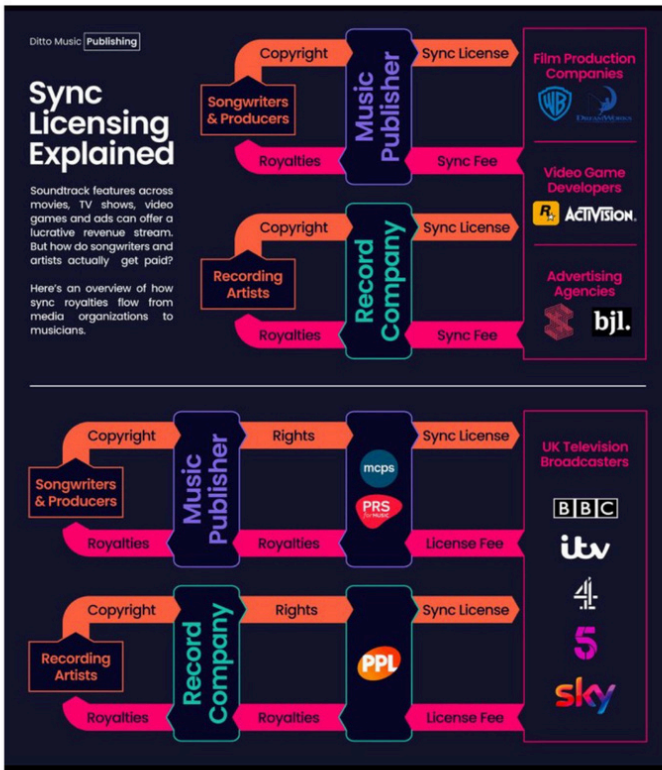 Ditto Music Publishing
Sync
Licensing
Explained
Soundtrack features across
movies, TV shows, video
games and ads can offer a
lucrative revenue stream.
But how do songwriters and
artists actually get paid?
Here's an overview of how
sync royalties flow from
media organizations to
musicians.
Copyright
Songwriters
& Producers
Royalties
Music
Publisher
Sync License
Sync Fee
Copyright
Recording
Artists
Royalties
Record
Company
Sync License
Sync Fee
Film Production
Companies
WB
DREAMWORKS
Video Game
Developers
R
ACTIVISION.
Advertising
Agencies
bjl.
Copyright
Songwriters
& Producers
Royalties
Music
Publisher
Rights
Royalties
mcps
PRS
for MUSIC
Sync License
License Fee
Copyright
Recording
Artists
Royalties
Record
Company
Rights
Royalties
PPL
Sync License
License Fee
UK Television
Broadcasters
BBC
itv
4
5
sky